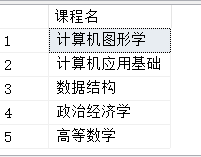 课程名
1 计算机图形学
2 计算机应用基础
3 数据结构
4 政治经济学
5 高等数学